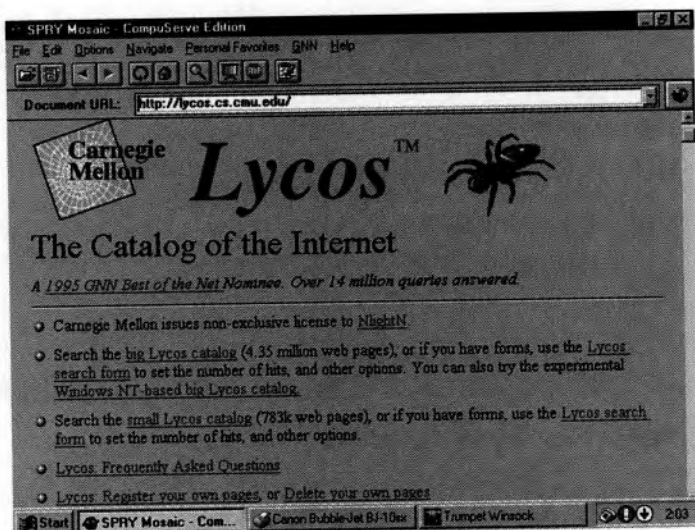 SPRY Mosaic - CompuServe Edition
File Edit Options Navigate Personal Favorites GNN Help
Document URL: http://lycos.cs.cmu.edu/
Carnegie
Mellon
Lycos™
The Catalog of the Internet
A 1995 GNN Best of the Net Nominee. Over 14 million queries answered.
Carnegie Mellon issues non-exclusive license to NlightN.
Search the big Lycos catalog (4.35 million web pages), or if you have forms, use the Lycos
search form to set the number of hits, and other options. You can also try the experimental
Windows NT-based big Lycos catalog.
Search the small Lycos catalog (783k web pages), or if you have forms, use the Lycos search
form to set the number of hits, and other options.
Lycos: Frequently Asked Questions
Lycos: Register your own pages, or Delete your own pages
Start SPRY Mosaic - Com... Canon Bubble-Jet BJ-10sx Trumpet Winsock 2:03